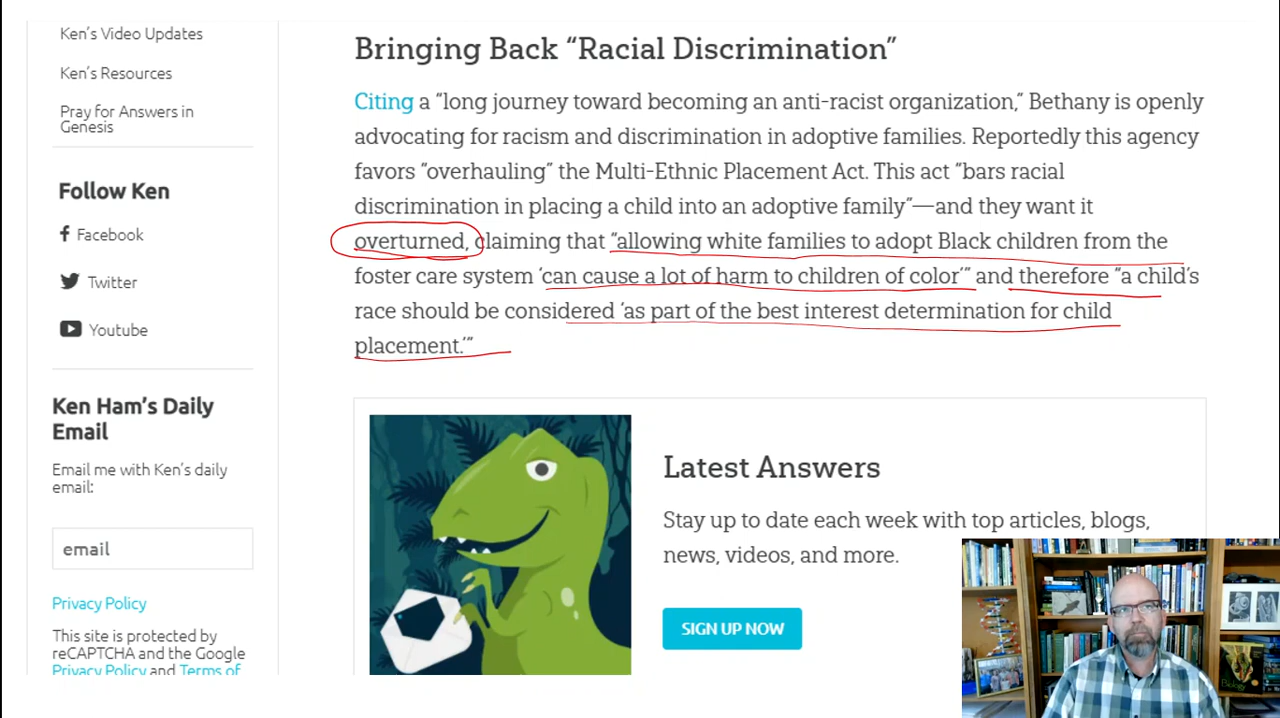 Ken's Video Updates
Ken's Resources
Pray for Answers in
Genesis
Follow Ken
Facebook
Twitter
Youtube
Ken Ham's Daily
Email
Email me with Ken's daily
email:
email
Privacy Policy
This site is protected by
reCAPTCHA and the Google
Privacy Policy and Terms of
Bringing Back “Racial Discrimination”
Citing a “long journey toward becoming an anti-racist organization,” Bethany is openly
advocating for racism and discrimination in adoptive families. Reportedly this agency
favors “overhauling” the Multi-Ethnic Placement Act. This act “bars racial
discrimination in placing a child into an adoptive family”—and they want it
overturned, claiming that “allowing white families to adopt Black children from the
foster care system ‘can cause a lot of harm to children of color’” and therefore “a child's
race should be considered ‘as part of the best interest determination for child
placement.’”
Latest Answers
Stay up to date each week with top articles, blogs,
news, videos, and more.
SIGN UP NOW
Biology